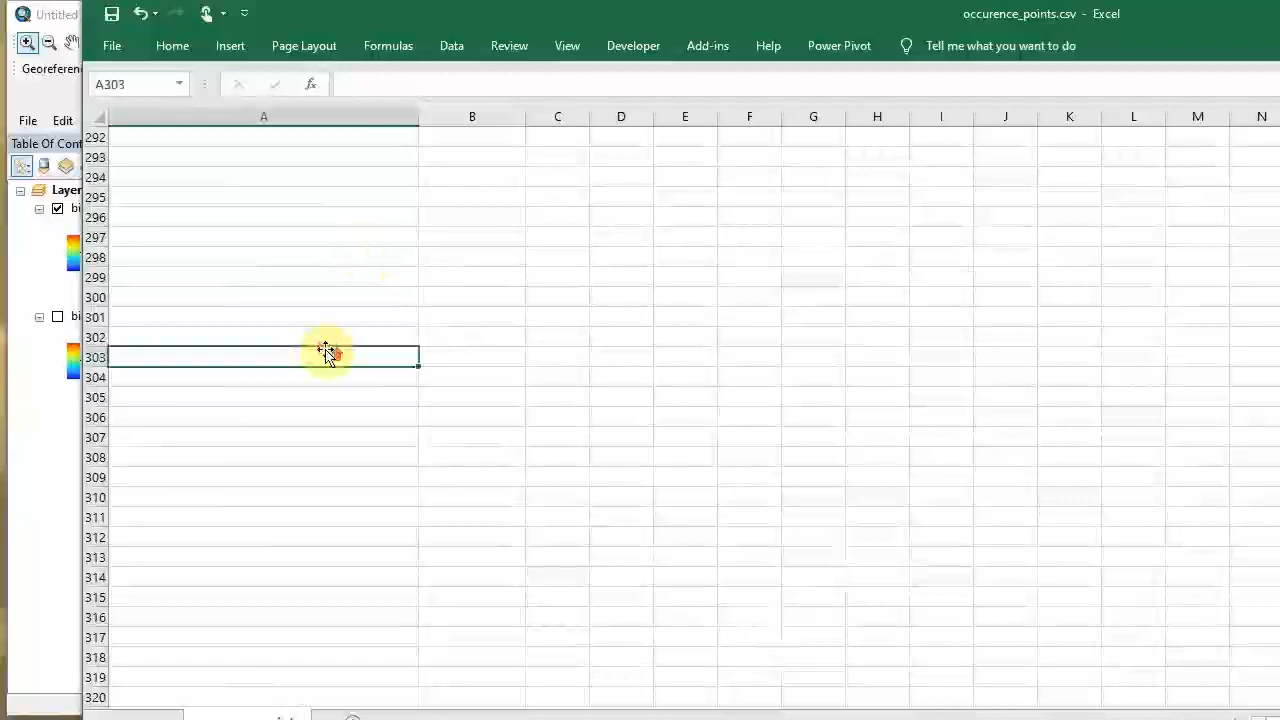 Untitled
occurence_points.csv - Excel
File Home Insert Page Layout Formulas Data Review View Developer Add-ins Help Power Pivot Tell me what you want to do
Georeferen
A303 fx
File Edit
A B C D E F G H I J K L M N
Table Of Cont
Layer
bi
bi
292
293
294
295
296
297
298
299
300
301
302
303
304
305
306
307
308
309
310
311
312
313
314
315
316
317
318
319
320